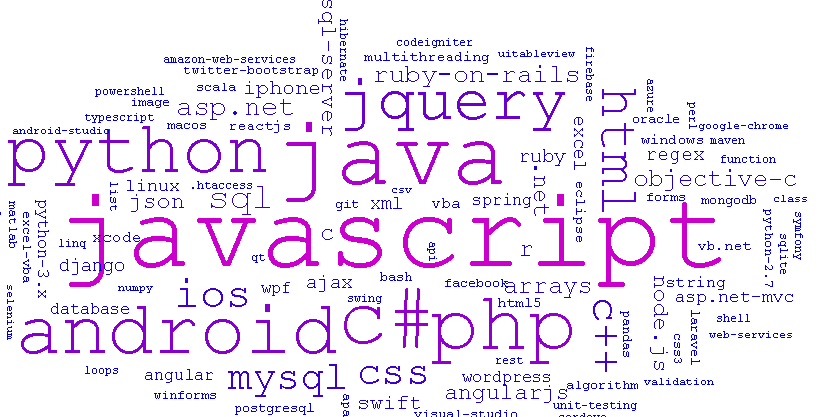 sql-server
hibernate
codeigniter
amazon-web-services
multithreading
uitableview
twitter-bootstrap
ruby-on-rails
firebase
powershell
scala
iphone
jquery
html
azure
image
asp.net
excel
perl
typescript
macos
reactjs
oracle
google-chrome
android-studio
python
java
windows
maven
ruby
regex
function
list
linux
.htaccess
.net
eclipse
objective-c
json
sql
csv
git
xml
vba
spring
forms
mongodb
class
matlab
excel-vba
python-3.x
javascript
python-2.7
sqlite
symfony
linq
xcode
c
api
r
vb.net
qt
django
numpy
ios
wpf
ajax
bash
facebook
arrays
node.js
string
asp.net-mvc
selenium
database
swing
html5
c++
pandas
css3
laravel
shell
web-services
android
c#
php
rest
loops
angular
mysql
css
wordpress
algorithm
validation
winforms
angularjs
postgresql
swift
unit-testing
visual-studio